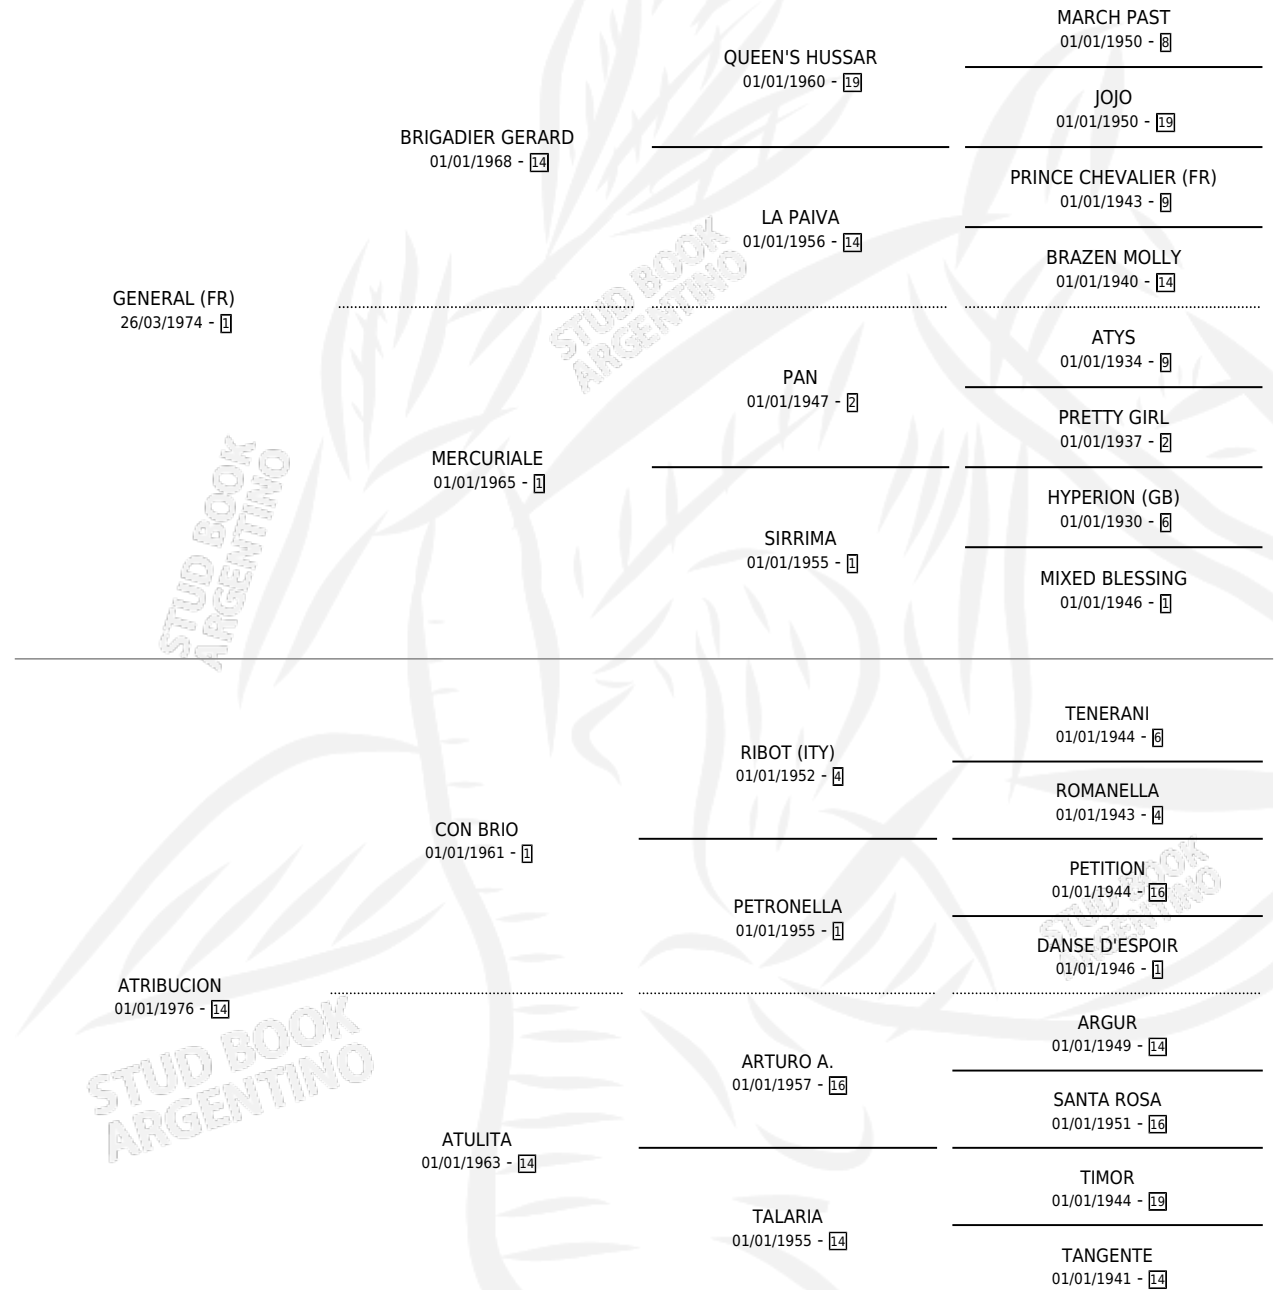 MARCH PAST
01/01/1950 - 8
QUEEN'S HUSSAR
01/01/1960 - 19
JOJO
01/01/1950 - 19
BRIGADIER GERARD
01/01/1968 - 14
PRINCE CHEVALIER (FR)
01/01/1943 - 9
LA PAIVA
01/01/1956 - 14
BRAZEN MOLLY
01/01/1940 - 14
GENERAL (FR)
26/03/1974 - 1
STUD BOOK
ARGENTINO
ATYS
01/01/1934 - 9
PAN
01/01/1947 - 2
PRETTY GIRL
01/01/1937 - 2
MERCURIALE
01/01/1965 - 1
HYPERION (GB)
01/01/1930 - 6
SIRRIMA
01/01/1955 - 1
MIXED BLESSING
01/01/1946 - 1
STUD BOOK
ARGENTINO
TENERANI
01/01/1944 - 6
RIBOT (ITY)
01/01/1952 - 4
ROMANELLA
01/01/1943 - 4
CON BRIO
01/01/1961 - 1
PETITION
01/01/1944 - 16
PETRONELLA
01/01/1955 - 1
DANSE D'ESPOIR
01/01/1946 - 1
STUD BOOK
ARGENTINO
ATRIBUCION
01/01/1976 - 14
ARGUR
01/01/1949 - 14
ARTURO A.
01/01/1957 - 16
SANTA ROSA
01/01/1951 - 16
STUD BOOK
ARGENTINO
ATULITA
01/01/1963 - 14
TIMOR
01/01/1944 - 19
TALARIA
01/01/1955 - 14
TANGENTE
01/01/1941 - 14